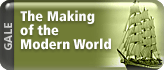 GALE
The Making
of the
Modern World